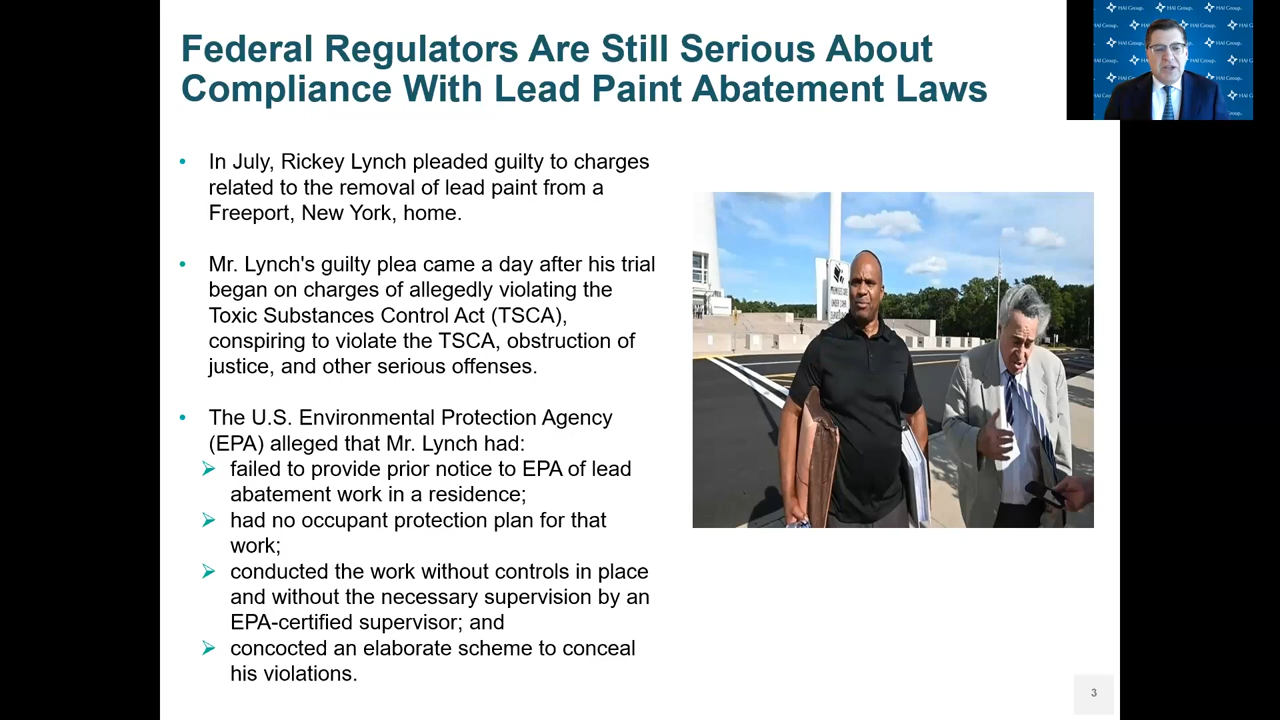 Federal Regulators Are Still Serious About
Compliance With Lead Paint Abatement Laws
• In July, Rickey Lynch pleaded guilty to charges
related to the removal of lead paint from a
Freeport, New York, home.
• Mr. Lynch's guilty plea came a day after his trial
began on charges of allegedly violating the
Toxic Substances Control Act (TSCA),
conspiring to violate the TSCA, obstruction of
justice, and other serious offenses.
• The U.S. Environmental Protection Agency
(EPA) alleged that Mr. Lynch had:
➢ failed to provide prior notice to EPA of lead
abatement work in a residence;
➢ had no occupant protection plan for that
work;
➢ conducted the work without controls in place
and without the necessary supervision by an
EPA-certified supervisor; and
➢ concocted an elaborate scheme to conceal
his violations.
HAI Group
3